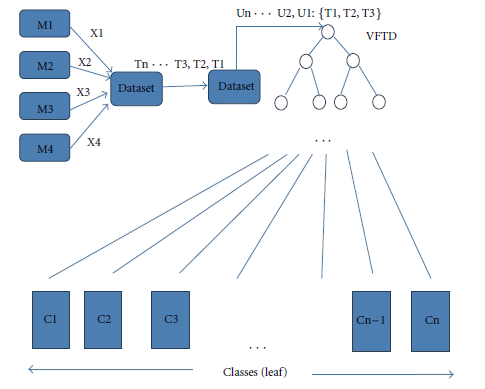 M1
M2
M3
M4
X1
X2
X3
X4
Dataset
Tn ··· T3, T2, T1
Dataset
Un ··· U2, U1: {T1, T2, T3}
VFTD
...
C1
C2
C3
...
Cn−1
Cn
Classes (leaf)